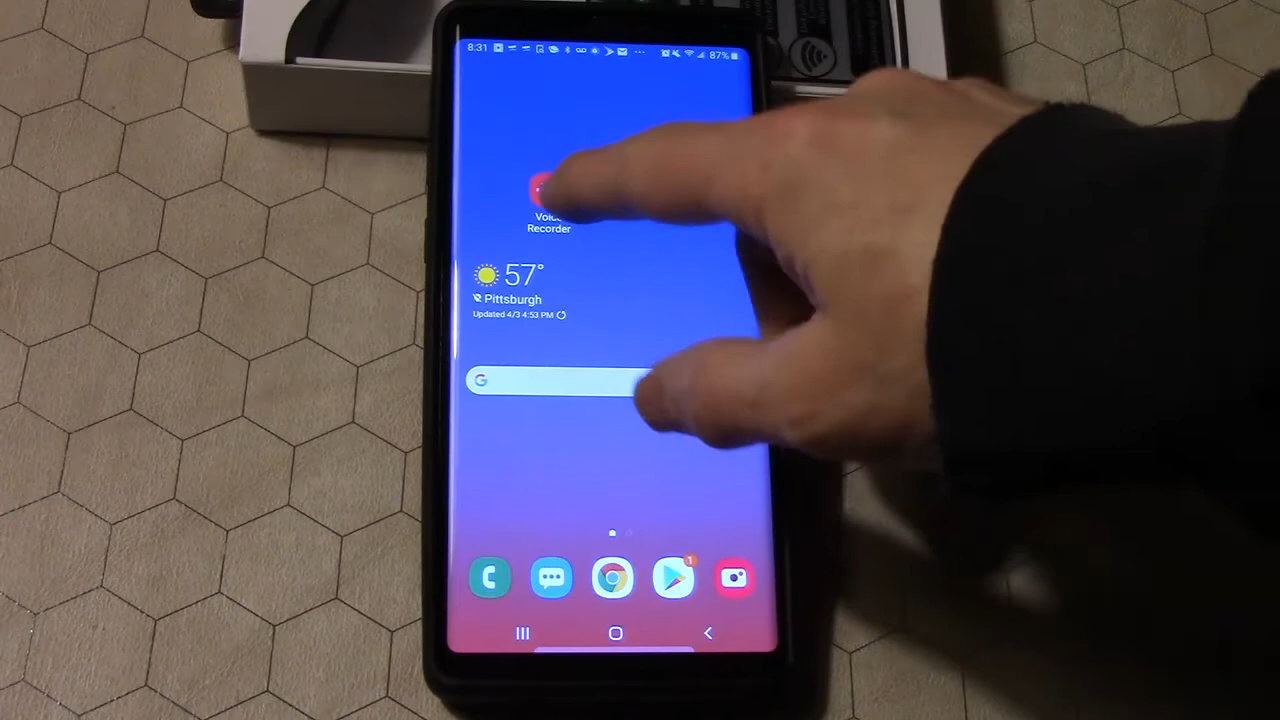 8:31
87%
Voice
Recorder
57°
Pittsburgh
Updated 4/3 4:53 PM
G
1